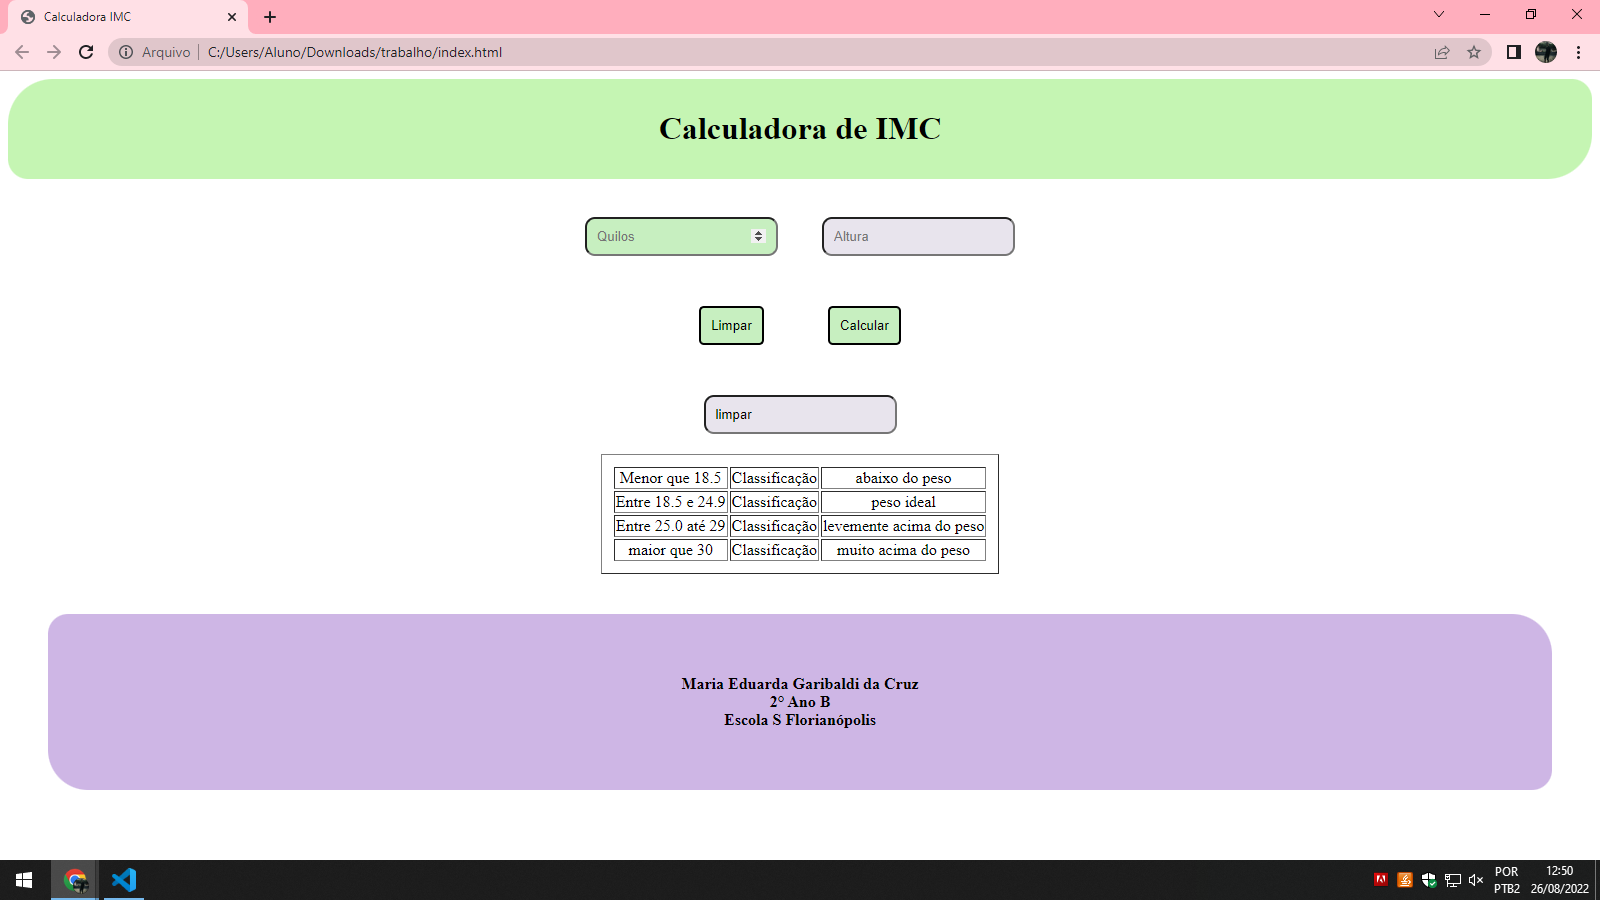 Calculadora IMC
Arquivo | C:/Users/Aluno/Downloads/trabalho/index.html
Calculadora de IMC
Quilos Altura
Limpar Calcular
limpar
Menor que 18.5 Classificação abaixo do peso
Entre 18.5 e 24.9 Classificação peso ideal
Entre 25.0 até 29 Classificação levemente acima do peso
maior que 30 Classificação muito acima do peso
Maria Eduarda Garibaldi da Cruz
2° Ano B
Escola S Florianópolis
POR 12:50
PTB2 26/08/2022